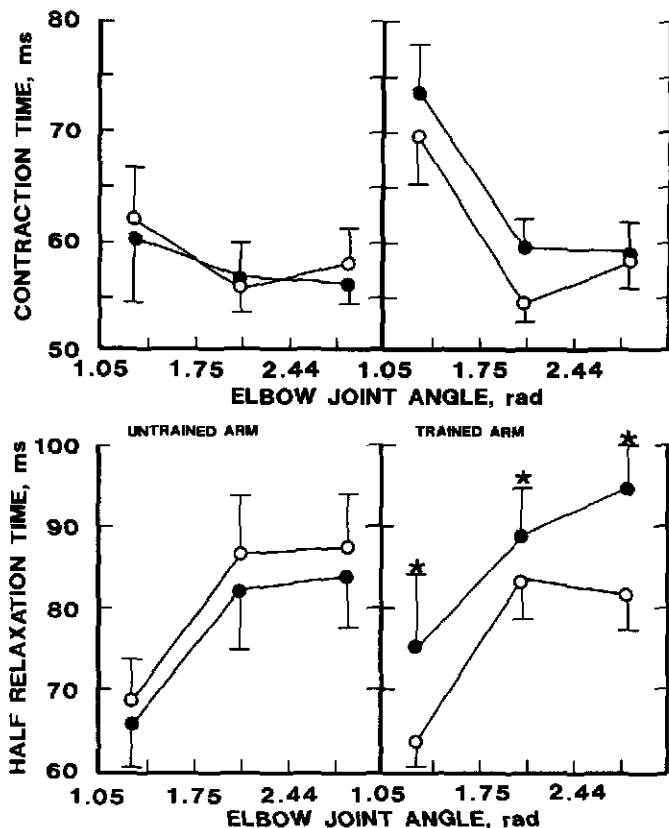 CONTRACTION TIME, ms
80
70
60
50
1.05 1.75 2.44 1.05 1.75 2.44
ELBOW JOINT ANGLE, rad
HALF RELAXATION TIME, ms
100
90
80
70
60
UNTRAINED ARM TRAINED ARM
* * *
1.05 1.75 2.44 1.05 1.75 2.44
ELBOW JOINT ANGLE, rad